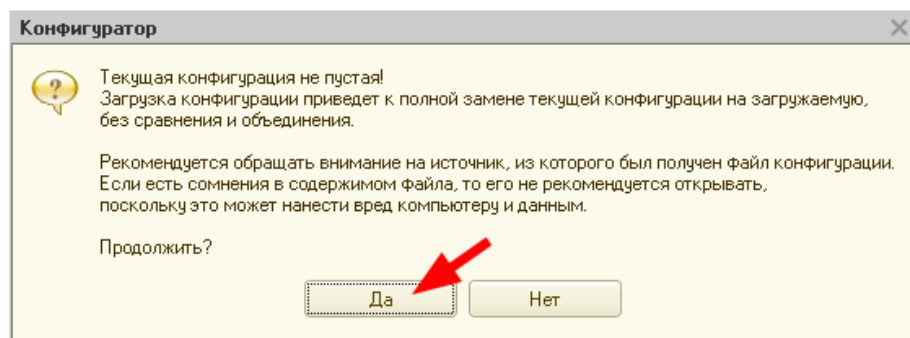 Конфигуратор
Текущая конфигурация не пустая!
Загрузка конфигурации приведет к полной замене текущей конфигурации на загружаемую,
без сравнения и объединения.
Рекомендуется обращать внимание на источник, из которого был получен файл конфигурации.
Если есть сомнения в содержимом файла, то его не рекомендуется открывать,
поскольку это может нанести вред компьютеру и данным.
Продолжить?
Да
Нет